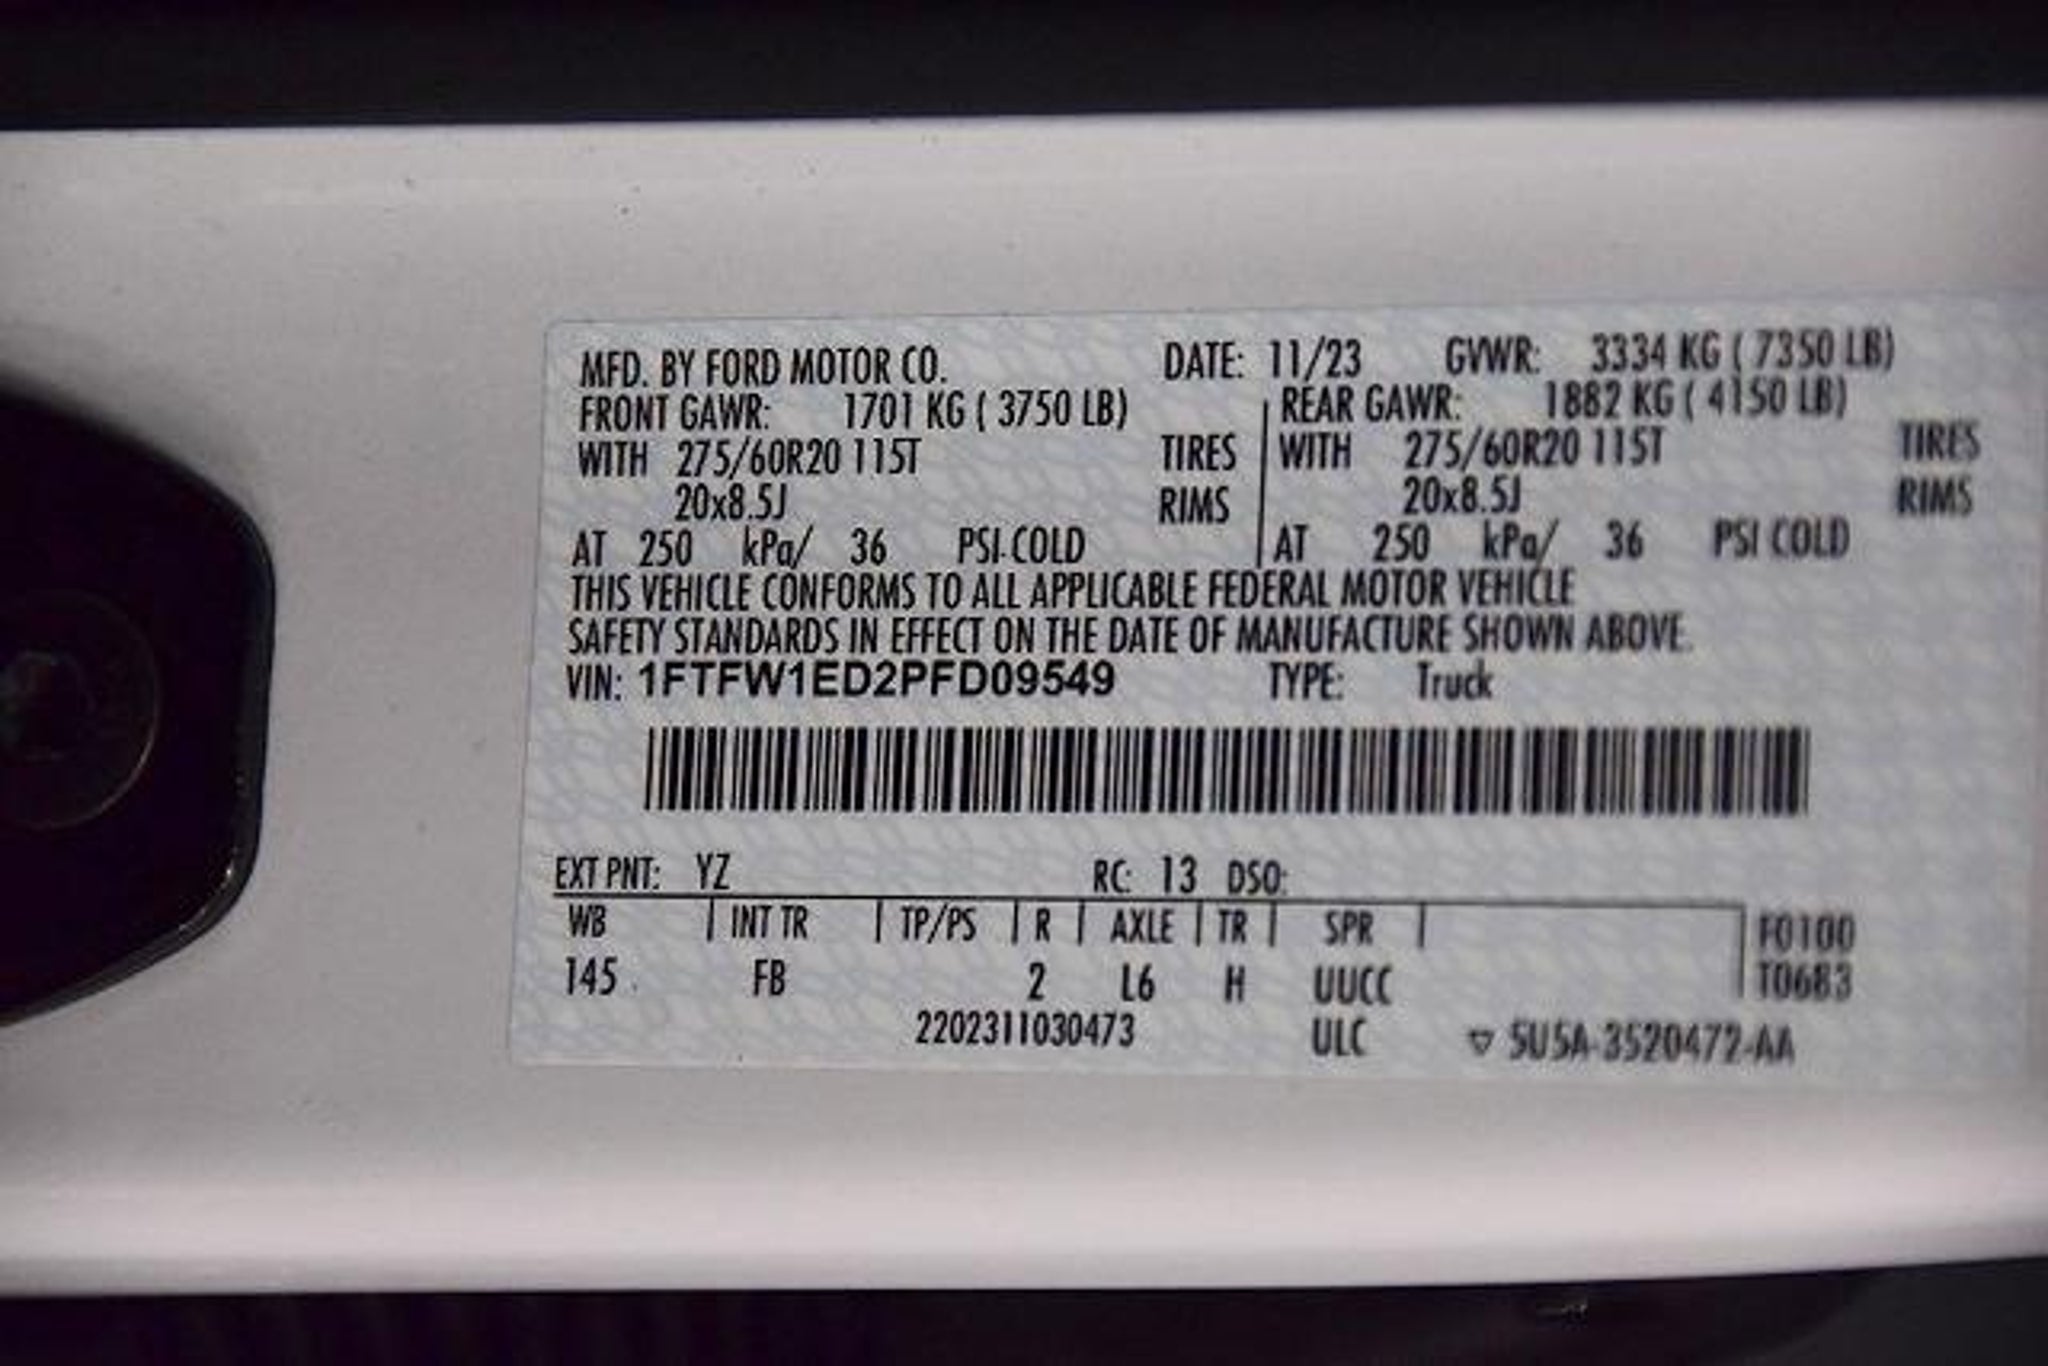 MFD. BY FORD MOTOR CO. DATE: 11/23 GVWR: 3334 KG ( 7350 LB)
FRONT GAWR: 1701 KG ( 3750 LB) REAR GAWR: 1882 KG ( 4150 LB)
WITH 275/60R20 115T TIRES WITH 275/60R20 115T TIRES
20x8.5J RIMS 20x8.5J RIMS
AT 250 kPa/ 36 PSI COLD AT 250 kPa/ 36 PSI COLD
THIS VEHICLE CONFORMS TO ALL APPLICABLE FEDERAL MOTOR VEHICLE
SAFETY STANDARDS IN EFFECT ON THE DATE OF MANUFACTURE SHOWN ABOVE.
VIN: 1FTFW1ED2PFD09549 TYPE: Truck
EXT PNT: YZ RC: 13 DSO:
WB INT TR TP/PS R AXLE TR SPR F0100
145 FB 2 L6 H UUCC T0683
2202311030473 ULC ▽ 5U5A-3520472-AA